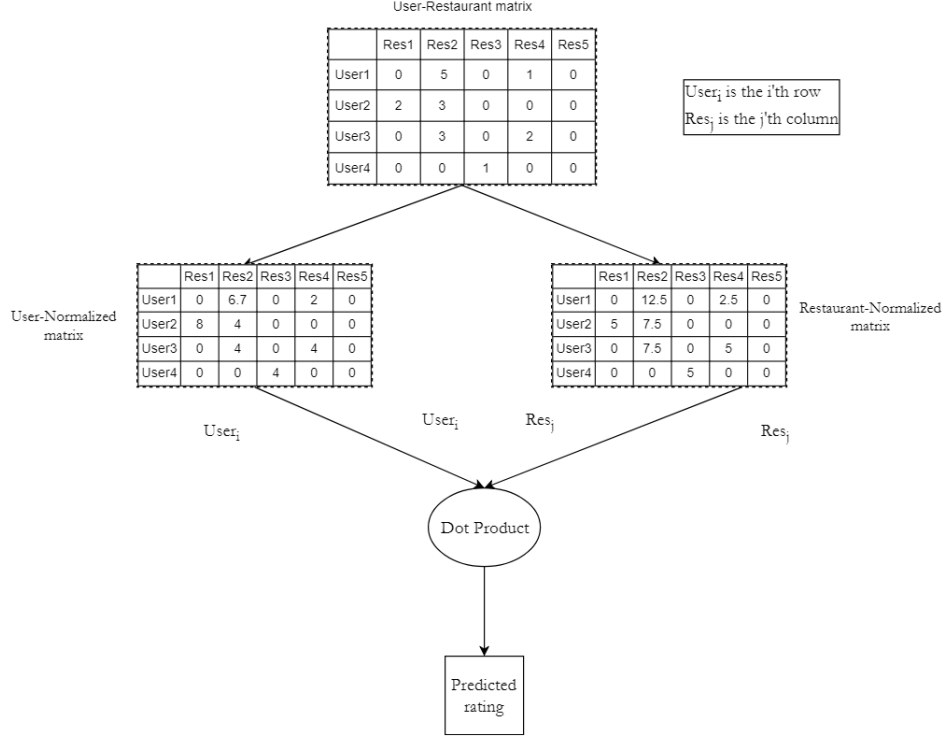 User-Restaurant matrix
Res1 Res2 Res3 Res4 Res5
User1 0 5 0 1 0
User2 2 3 0 0 0
User3 0 3 0 2 0
User4 0 0 1 0 0
Userᵢ is the i'th row
Resⱼ is the j'th column
User-Normalized
matrix
Res1 Res2 Res3 Res4 Res5
User1 0 6.7 0 2 0
User2 8 4 0 0 0
User3 0 4 0 4 0
User4 0 0 4 0 0
Res1 Res2 Res3 Res4 Res5
User1 0 12.5 0 2.5 0
User2 5 7.5 0 0 0
User3 0 7.5 0 5 0
User4 0 0 5 0 0
Restaurant-Normalized
matrix
Userᵢ
Userᵢ
Resⱼ
Resⱼ
Dot Product
Predicted
rating